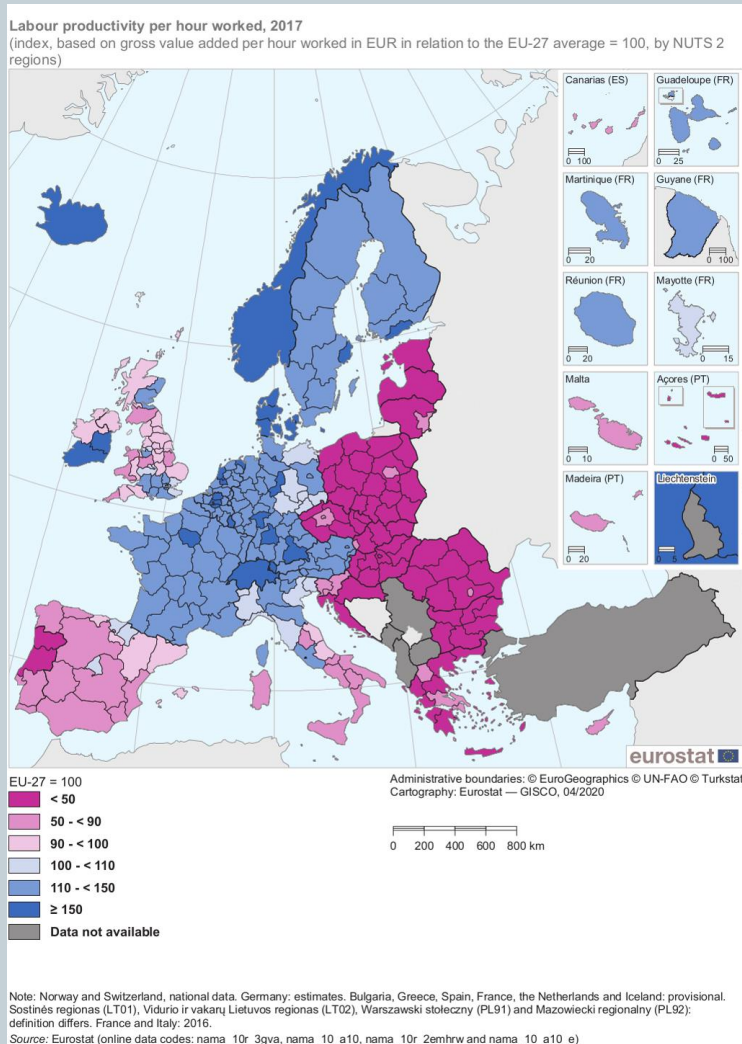 Labour productivity per hour worked, 2017
(index, based on gross value added per hour worked in EUR in relation to the EU-27 average = 100, by NUTS 2
regions)
Canarias (ES)
0 100
Guadeloupe (FR)
0 25
Martinique (FR)
0 20
Guyane (FR)
0 100
Réunion (FR)
0 20
Mayotte (FR)
0 15
Malta
0 10
Açores (PT)
0 50
Madeira (PT)
0 20
Liechtenstein
0 5
eurostat
EU-27 = 100
< 50
50 - < 90
90 - < 100
100 - < 110
110 - < 150
≥ 150
Data not available
Administrative boundaries: © EuroGeographics © UN-FAO © Turkstat
Cartography: Eurostat — GISCO, 04/2020
0 200 400 600 800 km
Note: Norway and Switzerland, national data. Germany: estimates. Bulgaria, Greece, Spain, France, the Netherlands and Iceland: provisional.
Sostinės regionas (LT01), Vidurio ir vakarų Lietuvos regionas (LT02), Warszawski stołeczny (PL91) and Mazowiecki regionalny (PL92):
definition differs. France and Italy: 2016.
Source: Eurostat (online data codes: nama_10r_3gva, nama_10_a10, nama_10r_2emhrw and nama_10_a10_e)